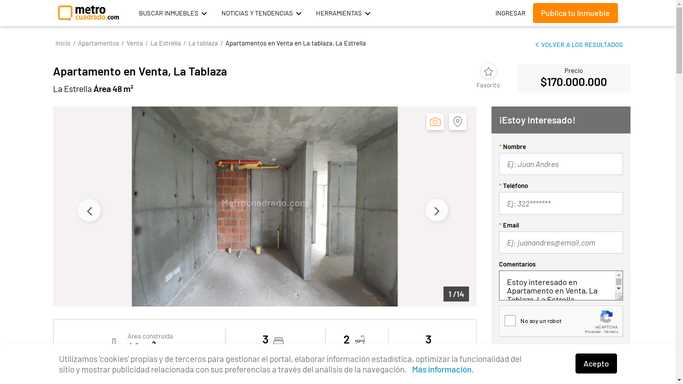 metro
cuadrado.com
BUSCAR INMUEBLES
NOTICIAS Y TENDENCIAS
HERRAMIENTAS
INGRESAR
Publica tu inmueble
Inicio / Apartamentos / Venta / La Estrella / La tablaza / Apartamentos en Venta en La tablaza, La Estrella
VOLVER A LOS RESULTADOS
Apartamento en Venta, La Tablaza
La Estrella Área 48 m²
Favorito
Precio
$170.000.000
Metrocuadrado.com
1 /14
¡Estoy Interesado!
* Nombre
Ej: Juan Andres
* Teléfono
Ej: 322*******
* Email
Ej: juanandres@email.com
Comentarios
Estoy interesado en
Apartamento en Venta, La
Tablaza, La Estrella
No soy un robot
reCAPTCHA
Privacidad - Términos
Área construida
3
2
3
Utilizamos 'cookies' propias y de terceros para gestionar el portal, elaborar información estadística, optimizar la funcionalidad del
sitio y mostrar publicidad relacionada con sus preferencias a través del análisis de la navegación. Más información.
Acepto